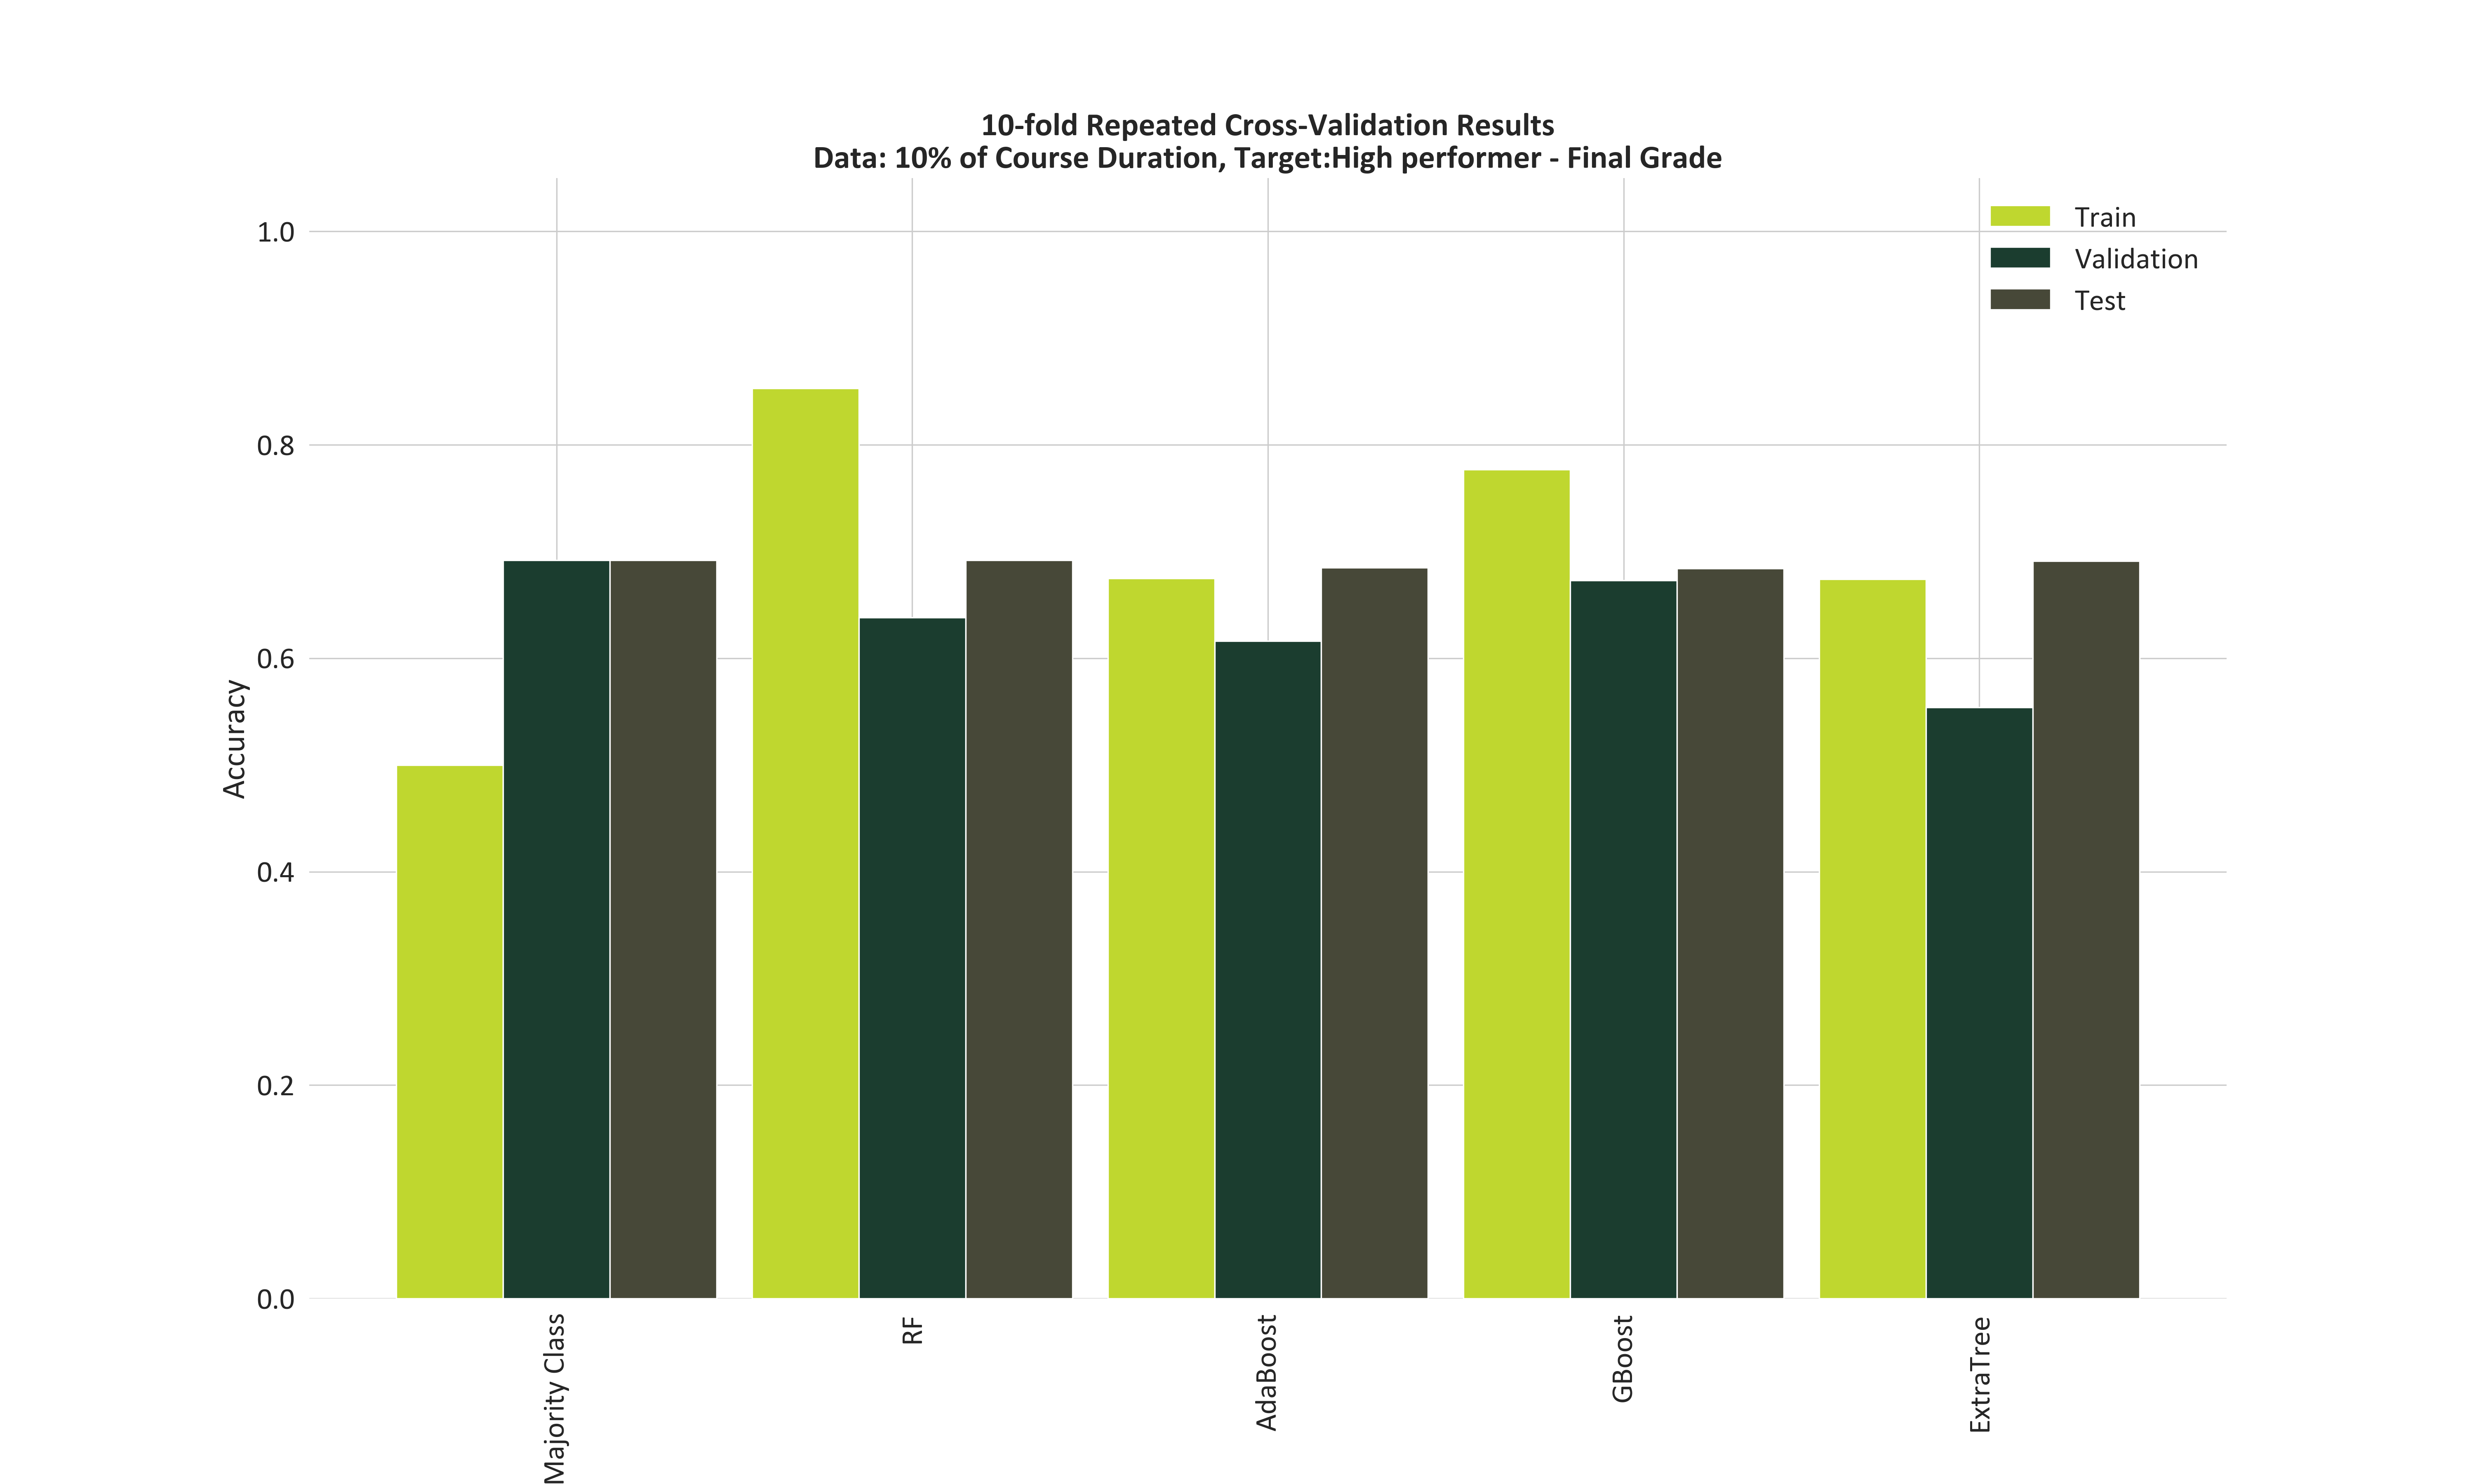 10-fold Repeated Cross-Validation Results
Data: 10% of Course Duration, Target:High performer - Final Grade
Train
Validation
Test
1.0
0.8
0.6
0.4
0.2
0.0
Accuracy
Majority Class
RF
AdaBoost
GBoost
ExtraTree